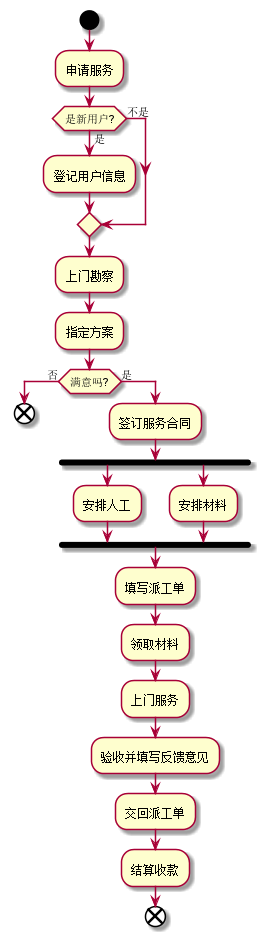 申请服务
是新用户?
不是
是
登记用户信息
上门勘察
指定方案
否
满意吗?
是
签订服务合同
安排人工
安排材料
填写派工单
领取材料
上门服务
验收并填写反馈意见
交回派工单
结算收款